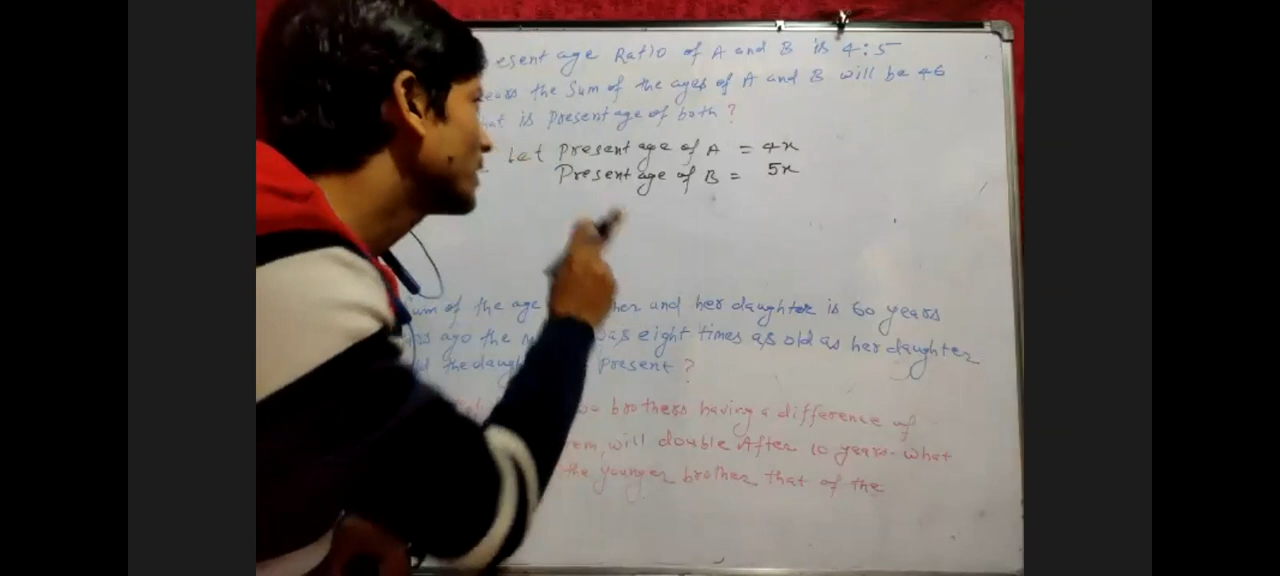 esent age Ratio of A and B is 4:5
ears the Sum of the ages of A and B will be 46
hat is Present age of both ?
Let Present age of A = 4x
Present age of B = 5x
um of the age her and her daughter is 60 years
rs ago the was eight times as old as her daughter
the daugh Present ?
brothers having a difference of
em, will double After 10 years. What
the younger brother that of the